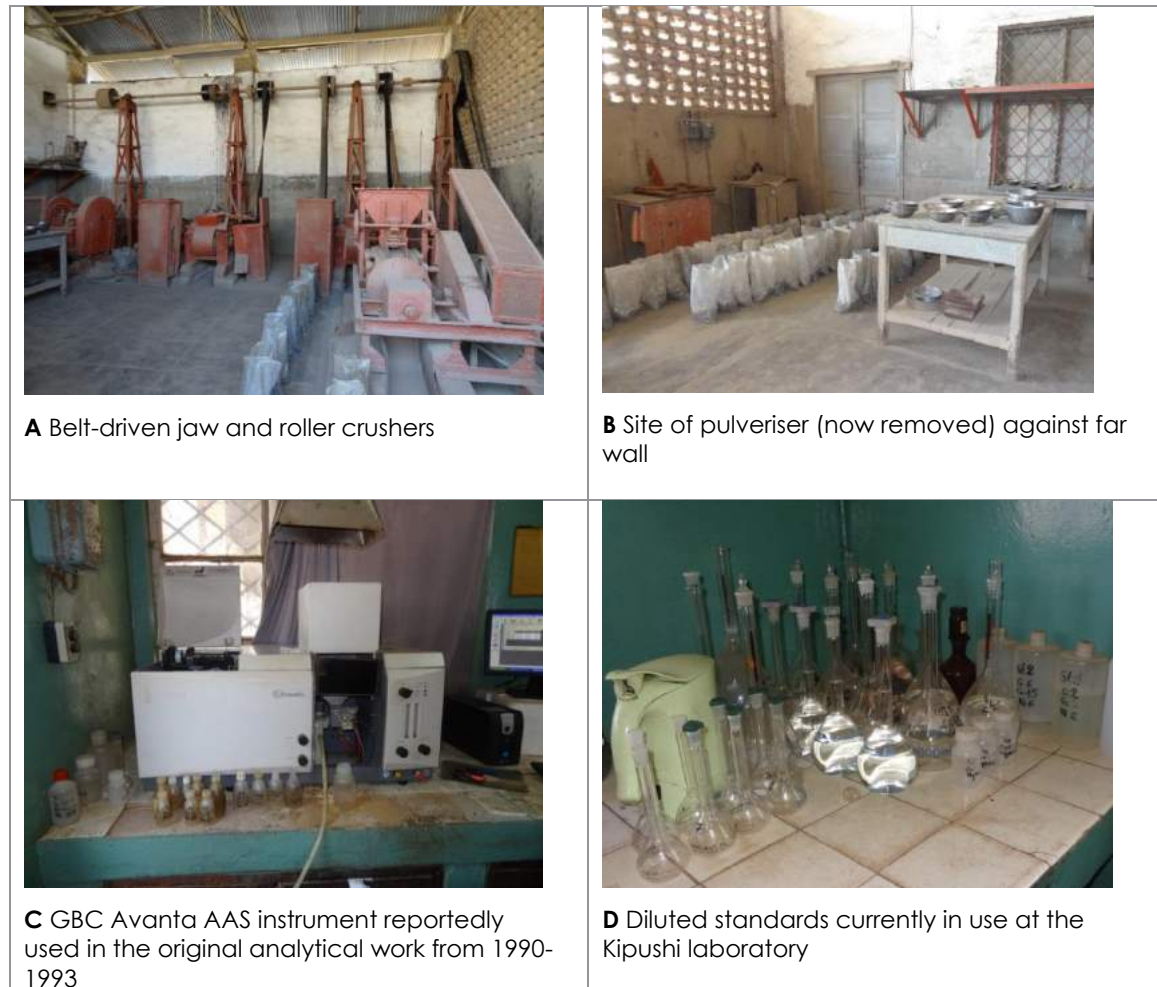 A Belt-driven jaw and roller crushers
B Site of pulveriser (now removed) against far
wall
C GBC Avanta AAS instrument reportedly
used in the original analytical work from 1990-
1993
D Diluted standards currently in use at the
Kipushi laboratory